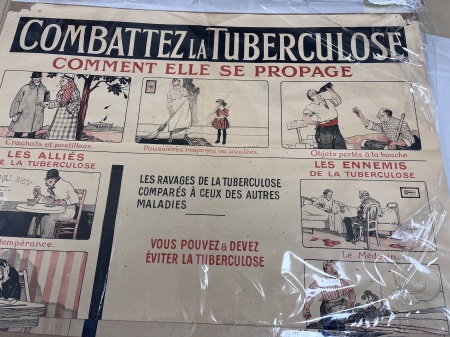 COMBATTEZ LA TUBERCULOSE
COMMENT ELLE SE PROPAGE
Crachats et postillons.
Poussières respirées ou avalées.
Objets portés à la bouche
LES ALLIÉS
DE LA TUBERCULOSE
LES RAVAGES DE LA TUBERCULOSE
COMPARÉS À CEUX DES AUTRES
MALADIES
LES ENNEMIS
DE LA TUBERCULOSE
tempérance.
VOUS POUVEZ & DEVEZ
ÉVITER LA TUBERCULOSE
Le Médecin.